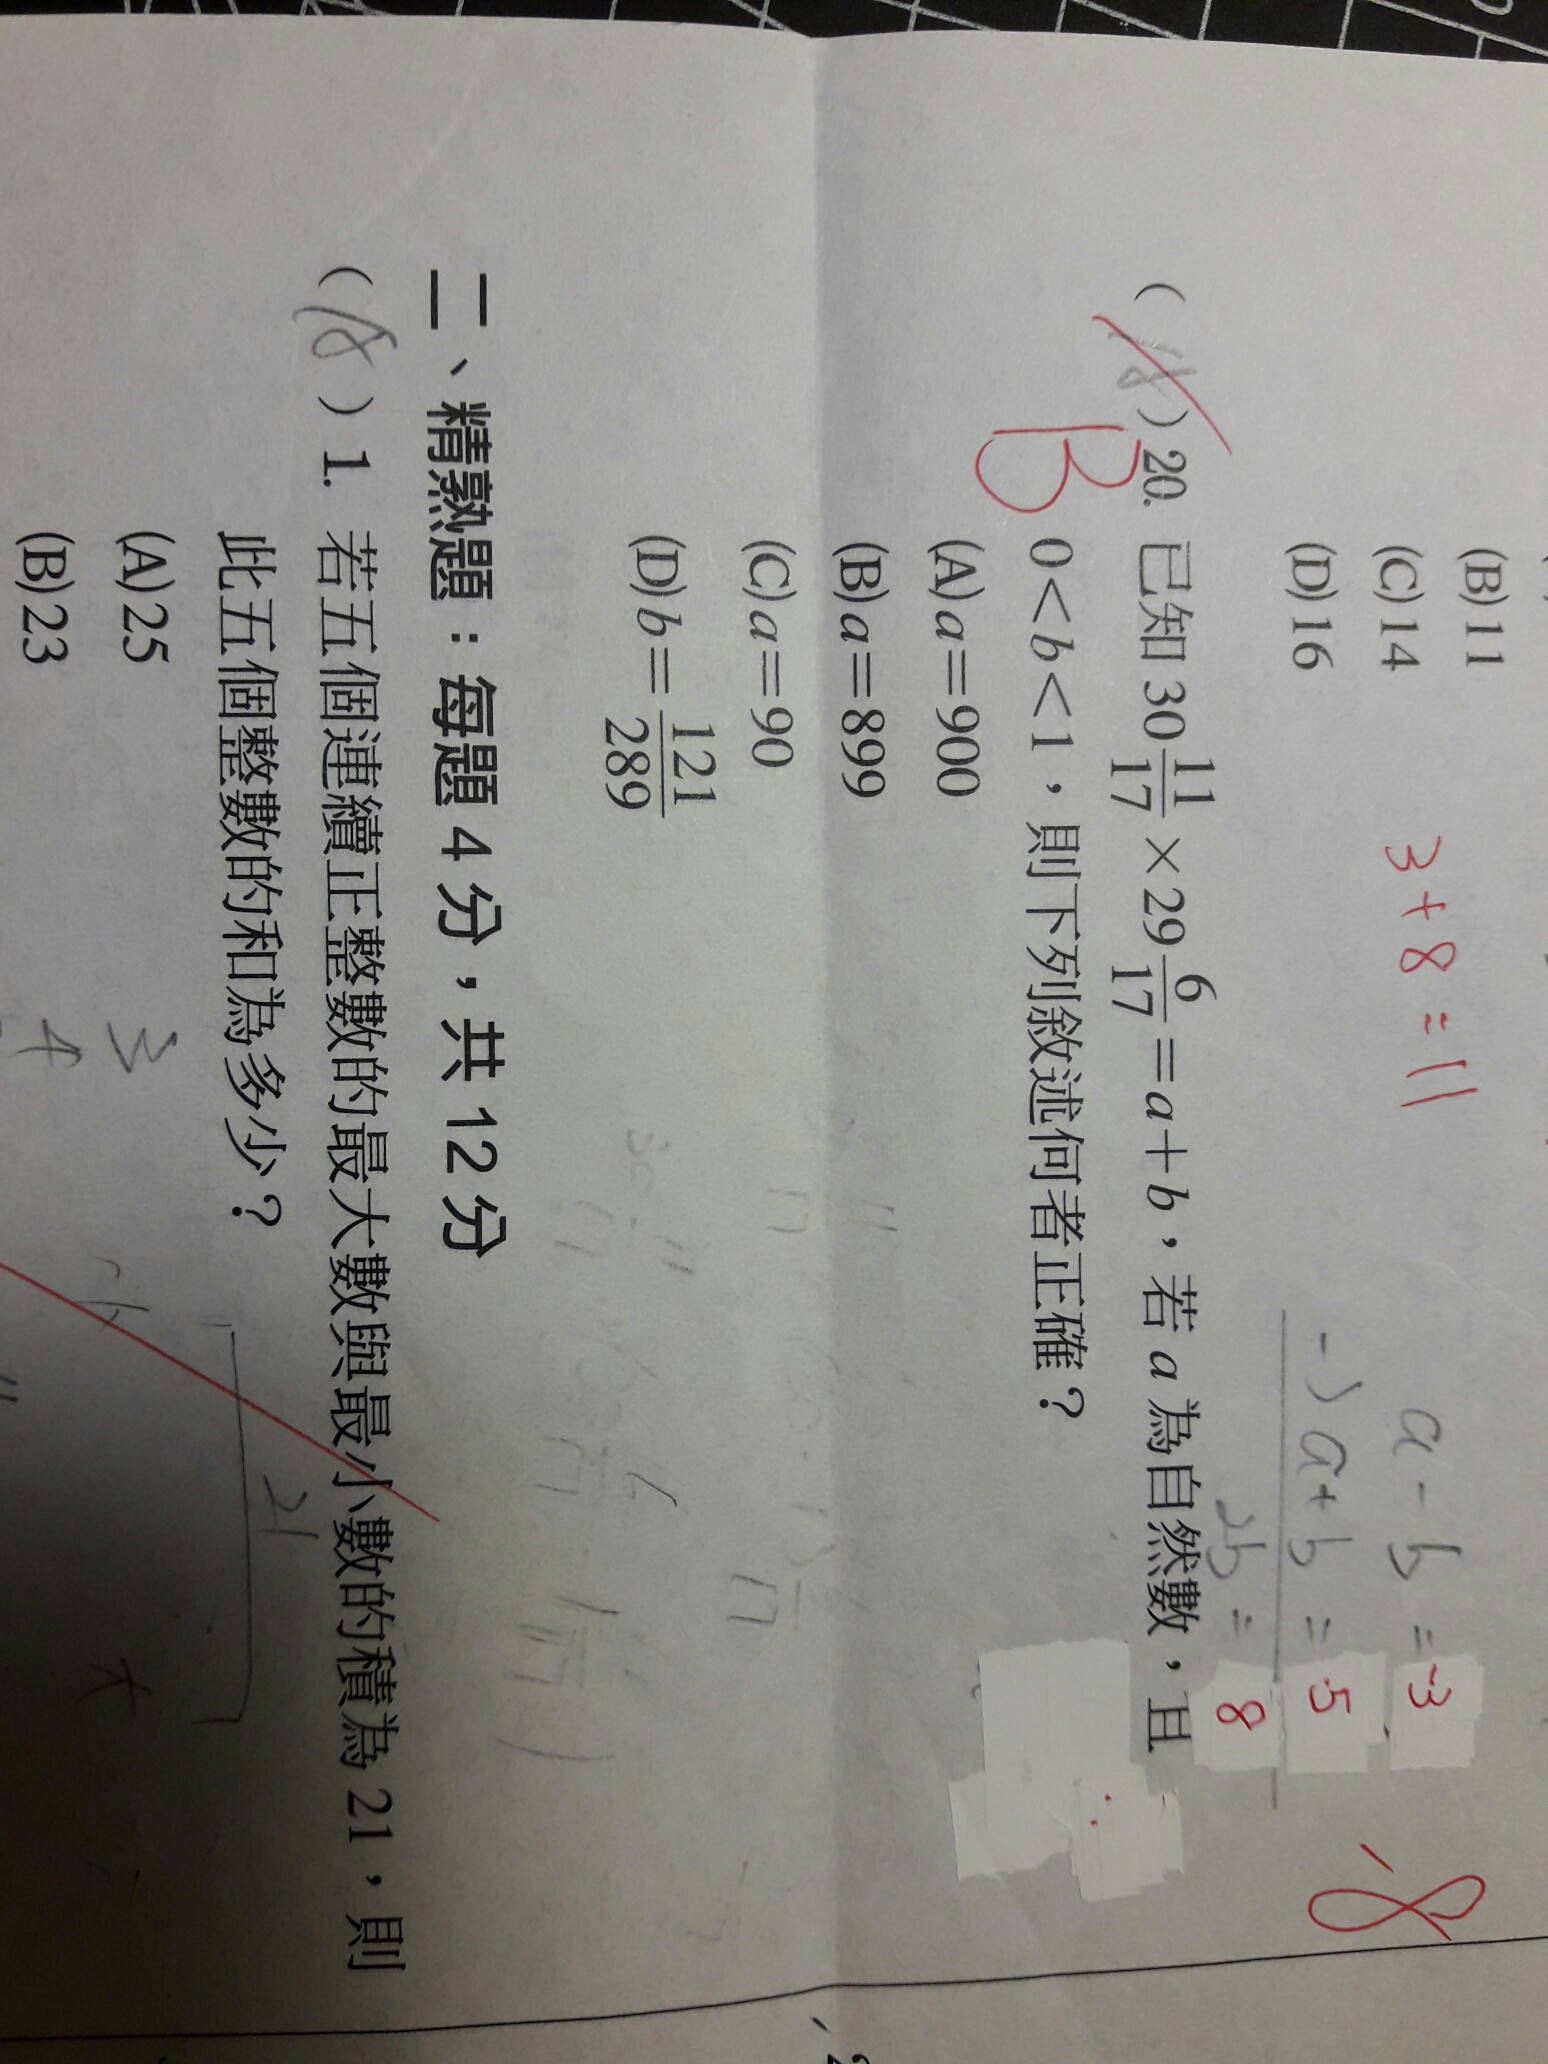 (B)11
(C)14
3+8=11
a-b=-3
(D)16
-) a+b=5
2b=8
8
( ) 20. 已知 30 11/17 × 29 6/17 = a+b，若 a 為自然數，且
B
0<b<1，則下列敘述何者正確？
(A) a=900
(B) a=899
(C) a=90
(D) b= 121/289
二、精熟題：每題 4 分，共 12 分
( ) 1. 若五個連續正整數的最大數與最小數的積為 21，則
此五個整數的和為多少？
21
(A)25
3
(B)23